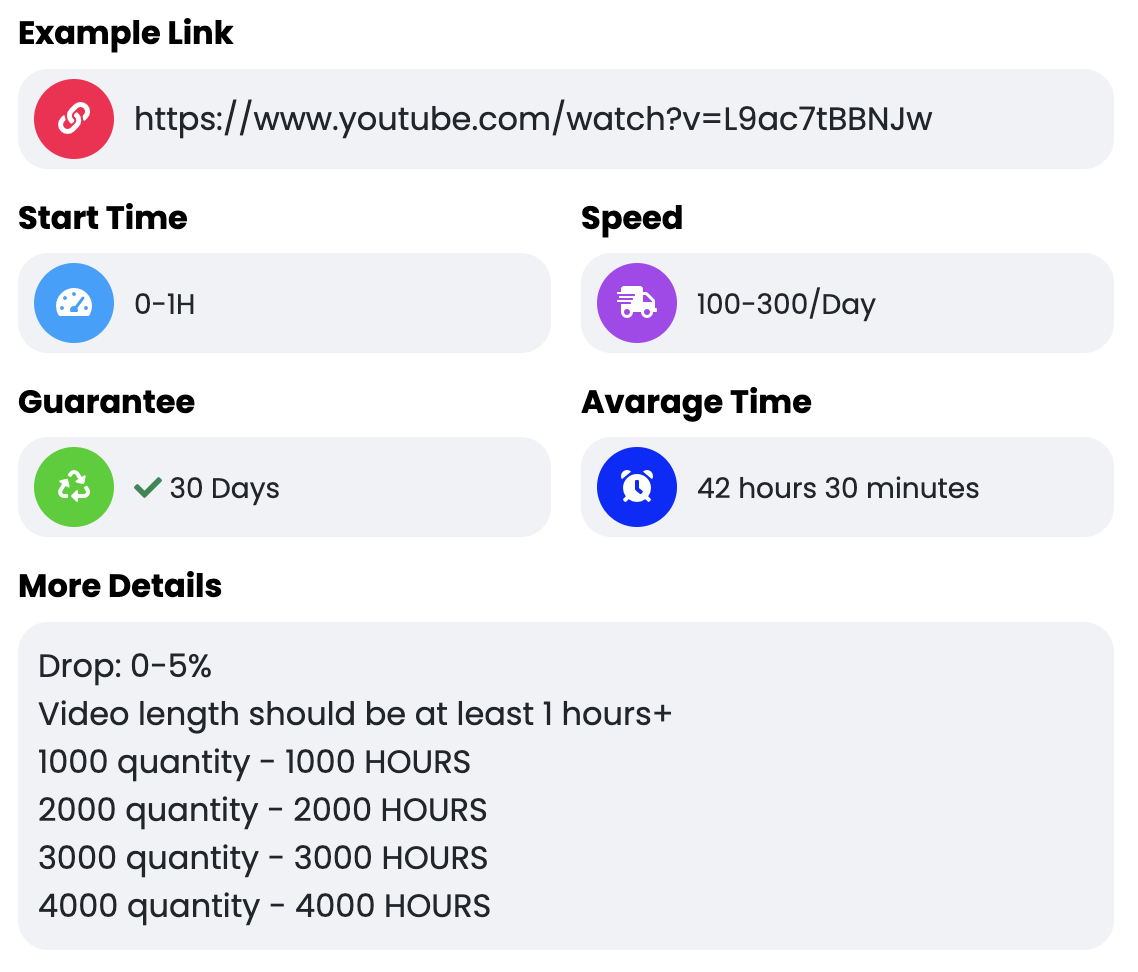 Example Link
https://www.youtube.com/watch?v=L9ac7tBBNJw
Start Time
Speed
0-1H
100-300/Day
Guarantee
Avarage Time
30 Days
42 hours 30 minutes
More Details
Drop: 0-5%
Video length should be at least 1 hours+
1000 quantity - 1000 HOURS
2000 quantity - 2000 HOURS
3000 quantity - 3000 HOURS
4000 quantity - 4000 HOURS